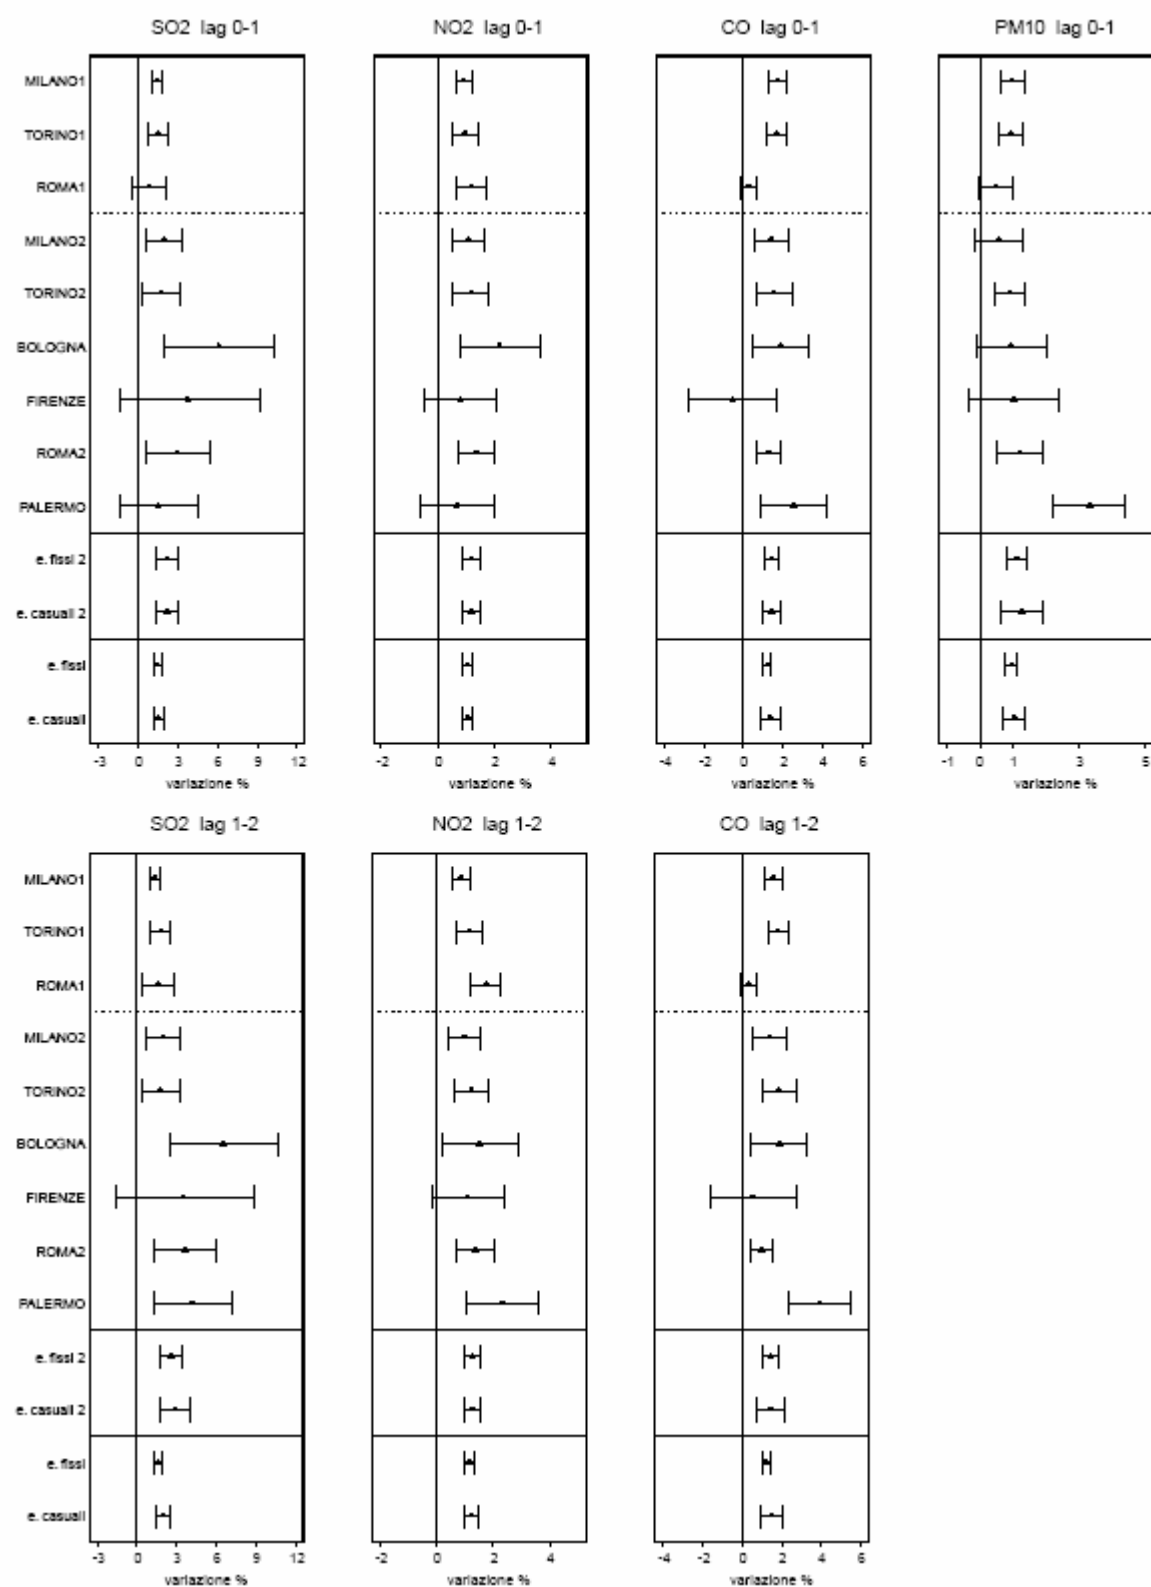 SO2 lag 0-1 NO2 lag 0-1 CO lag 0-1 PM10 lag 0-1
MILANO1
TORINO1
ROMA1
MILANO2
TORINO2
BOLOGNA
FIRENZE
ROMA2
PALERMO
e. fissi 2
e. casuali 2
e. fissi
e. casuali
-3 0 3 6 9 12 -2 0 2 4 -4 -2 0 2 4 6 -1 0 1 3 5
variazione % variazione % variazione % variazione %
SO2 lag 1-2 NO2 lag 1-2 CO lag 1-2
MILANO1
TORINO1
ROMA1
MILANO2
TORINO2
BOLOGNA
FIRENZE
ROMA2
PALERMO
e. fissi 2
e. casuali 2
e. fissi
e. casuali
-3 0 3 6 9 12 -2 0 2 4 -4 -2 0 2 4 6
variazione % variazione % variazione %